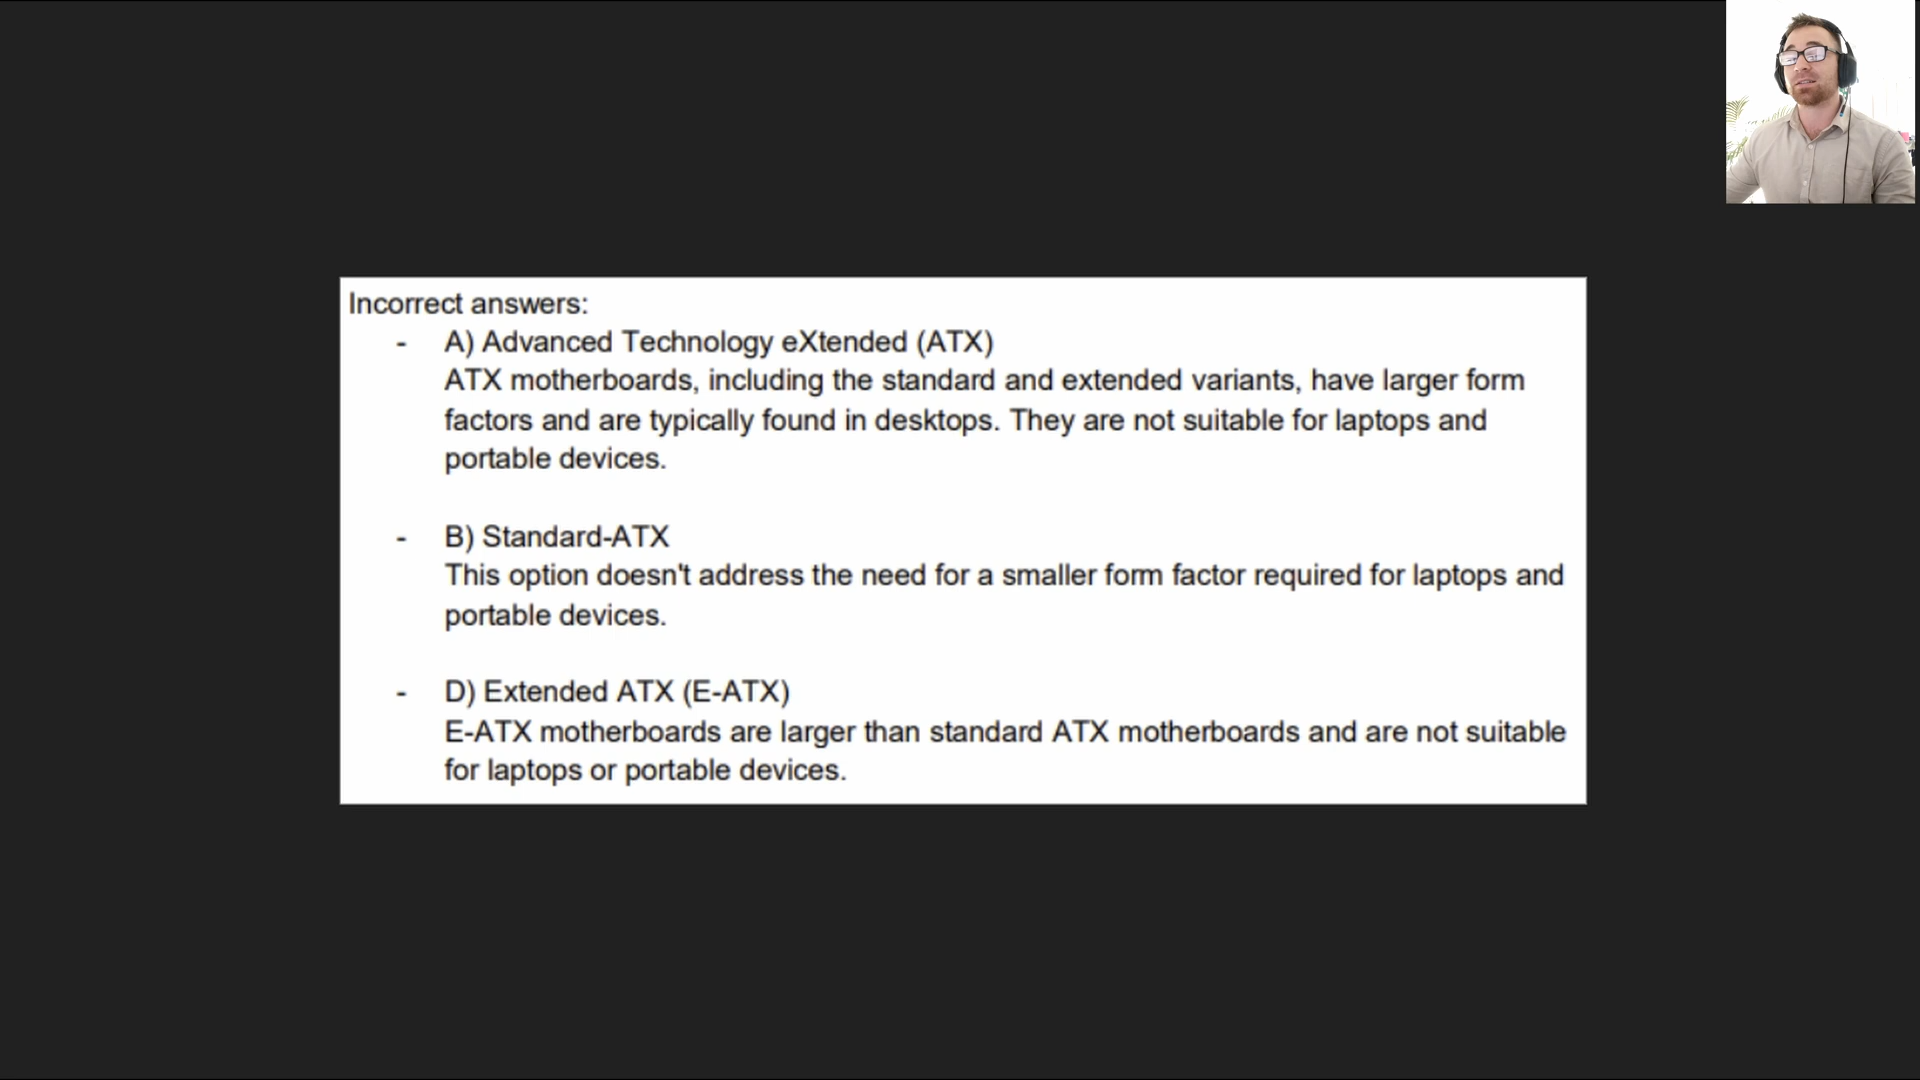 Incorrect answers:
- A) Advanced Technology eXtended (ATX)
ATX motherboards, including the standard and extended variants, have larger form
factors and are typically found in desktops. They are not suitable for laptops and
portable devices.
- B) Standard-ATX
This option doesn't address the need for a smaller form factor required for laptops and
portable devices.
- D) Extended ATX (E-ATX)
E-ATX motherboards are larger than standard ATX motherboards and are not suitable
for laptops or portable devices.